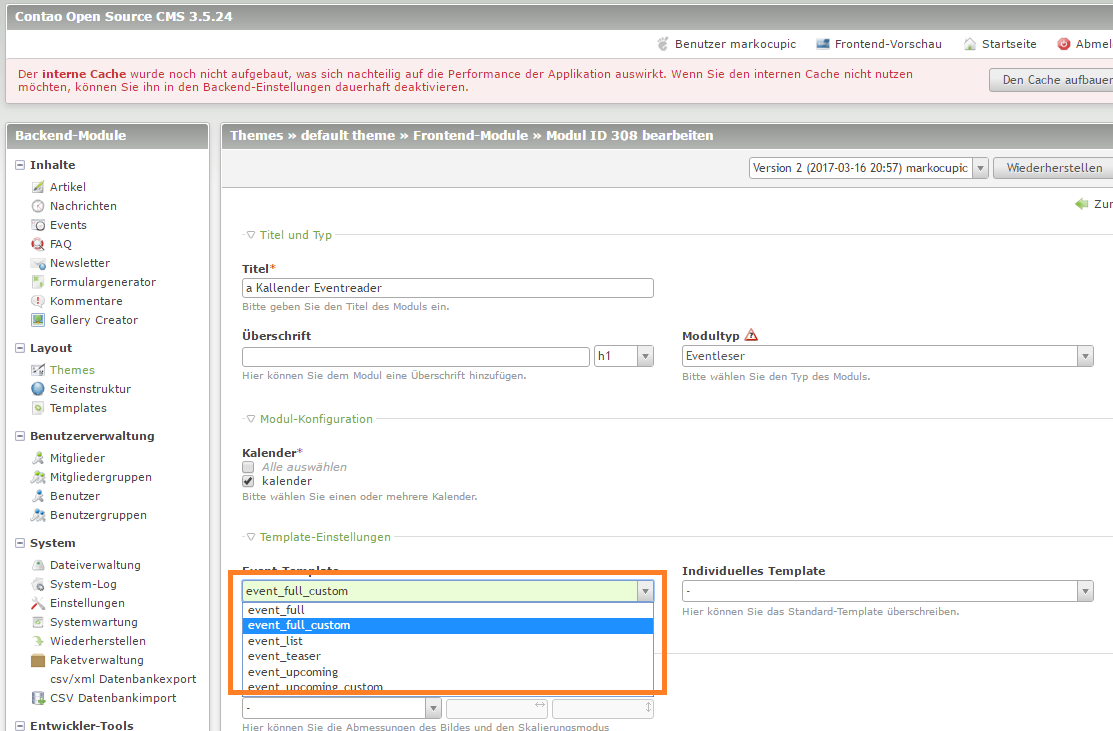 Contao Open Source CMS 3.5.24
Benutzer markocupic Frontend-Vorschau Startseite Abmel
Der interne Cache wurde noch nicht aufgebaut, was sich nachteilig auf die Performance der Applikation auswirkt. Wenn Sie den internen Cache nicht nutzen
möchten, können Sie ihn in den Backend-Einstellungen dauerhaft deaktivieren.
Den Cache aufbauen
Backend-Module
Inhalte
Artikel
Nachrichten
Events
FAQ
Newsletter
Formulargenerator
Kommentare
Gallery Creator
Layout
Themes
Seitenstruktur
Templates
Benutzerverwaltung
Mitglieder
Mitgliedergruppen
Benutzer
Benutzergruppen
System
Dateiverwaltung
System-Log
Einstellungen
Systemwartung
Wiederherstellen
Paketverwaltung
csv/xml Datenbankexport
CSV Datenbankimport
Entwickler-Tools
Themes » default theme » Frontend-Module » Modul ID 308 bearbeiten
Version 2 (2017-03-16 20:57) markocupic Wiederherstellen
Zur
Titel und Typ
Titel*
a Kallender Eventreader
Bitte geben Sie den Titel des Moduls ein.
Überschrift
h1
Hier können Sie dem Modul eine Überschrift hinzufügen.
Modultyp
Eventleser
Bitte wählen Sie den Typ des Moduls.
Modul-Konfiguration
Kalender*
Alle auswählen
kalender
Bitte wählen Sie einen oder mehrere Kalender.
Template-Einstellungen
Event-Template
event_full_custom
event_full
event_full_custom
event_list
event_teaser
event_upcoming
event_upcoming_custom
Individuelles Template
-
Hier können Sie das Standard-Template überschreiben.
-
Hier können Sie die Abmessungen des Bildes und den Skalierungsmodus